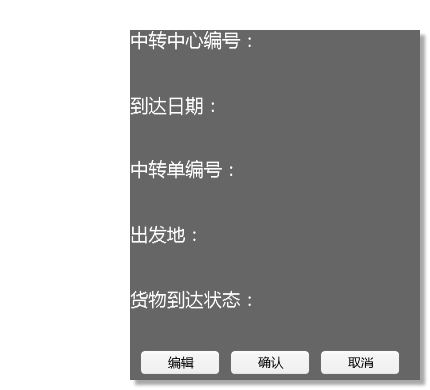 中转中心编号：
到达日期：
中转单编号：
出发地：
货物到达状态：
编辑 确认 取消